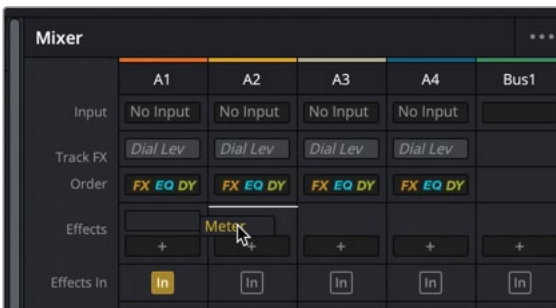 Mixer
A1 A2 A3 A4 Bus1
Input No Input No Input No Input No Input
Track FX Dial Lev Dial Lev Dial Lev Dial Lev
Order FX EQ DY FX EQ DY FX EQ DY FX EQ DY
Effects Meter
+ + + + +
Effects In In In In In In